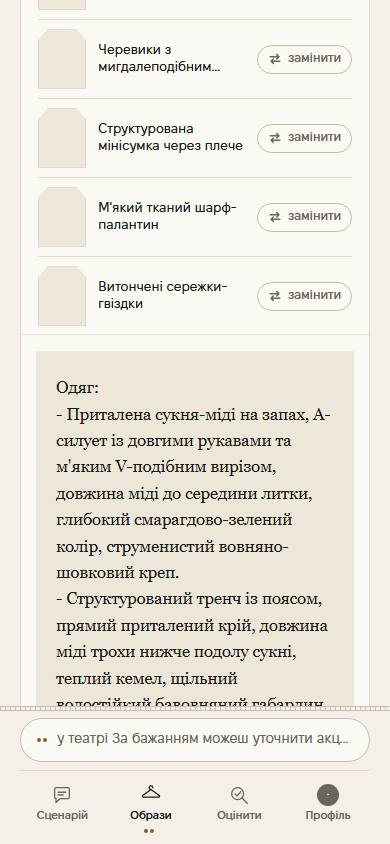 Черевики з
мигдалеподібним...
замінити
Структурована
мінісумка через плече
замінити
М'який тканий шарф-
палантин
замінити
Витончені сережки-
гвіздки
замінити
Одяг:
- Приталена сукня-міді на запах, А-
силует із довгими рукавами та
м'яким V-подібним вирізом,
довжина міді до середини литки,
глибокий смарагдово-зелений
колір, струменистий вовняно-
шовковий креп.
- Структурований тренч із поясом,
прямий приталений крій, довжина
міді трохи нижче подолу сукні,
теплий кемел, щільний
водостійкий бавовняний габардин
у театрі За бажанням можеш уточнити акц...
Сценарій
Образи
Оцінити
Профіль